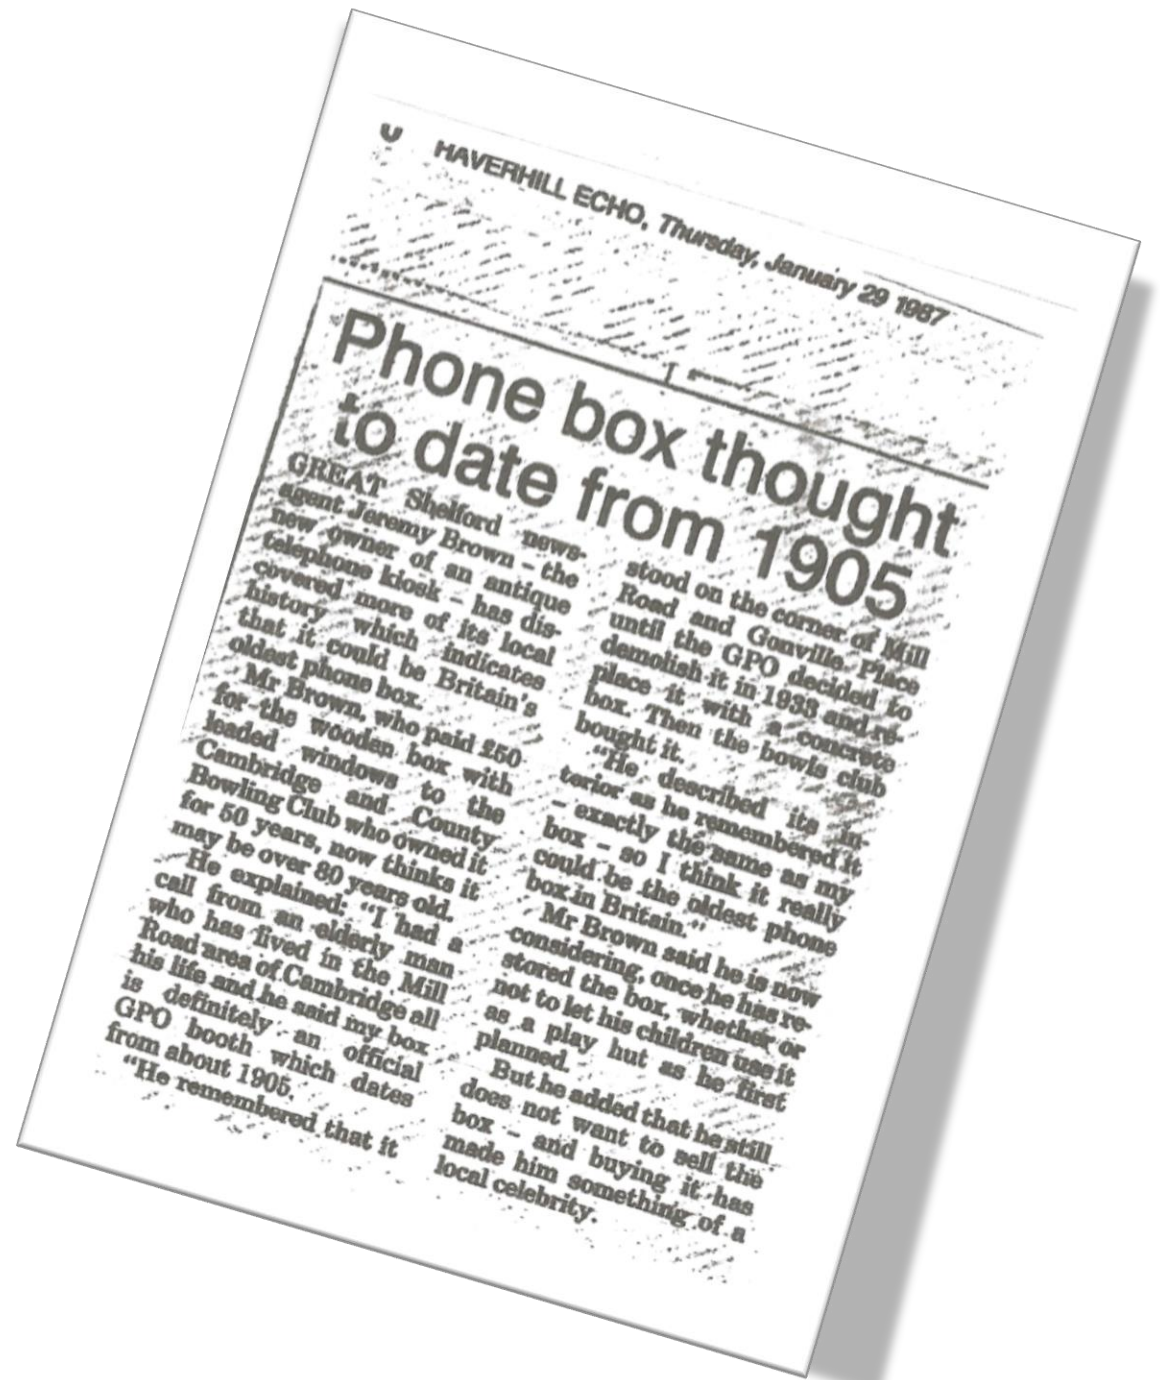 HAVERHILL ECHO, Thursday, January 29 1987
Phone box thought
to date from 1905
GREAT Shelford news-
agent Jeremy Brown – the
new owner of an antique
telephone kiosk – has dis-
covered more of its local
history which indicates
that it could be Britain's
oldest phone box.
Mr Brown, who paid £50
for the wooden box with
leaded windows to the
Cambridge and County
Bowling Club who owned it
for 50 years, now thinks it
may be over 80 years old.
He explained: “I had a
call from an elderly man
who has lived in the Mill
Road area of Cambridge all
his life and he said my box
is definitely an official
GPO booth which dates
from about 1905.
“He remembered that it
stood on the corner of Mill
Road and Gonville Place
until the GPO decided to
demolish it in 1933 and re-
place it with a concrete
box. Then the bowls club
bought it.
“He described its in-
terior as he remembered it
– exactly the same as my
box – so I think it really
could be the oldest phone
box in Britain.”
Mr Brown said he is now
considering, once he has re-
stored the box, whether or
not to let his children use it
as a play hut as he first
planned.
But he added that he still
does not want to sell the
box – and buying it has
made him something of a
local celebrity.